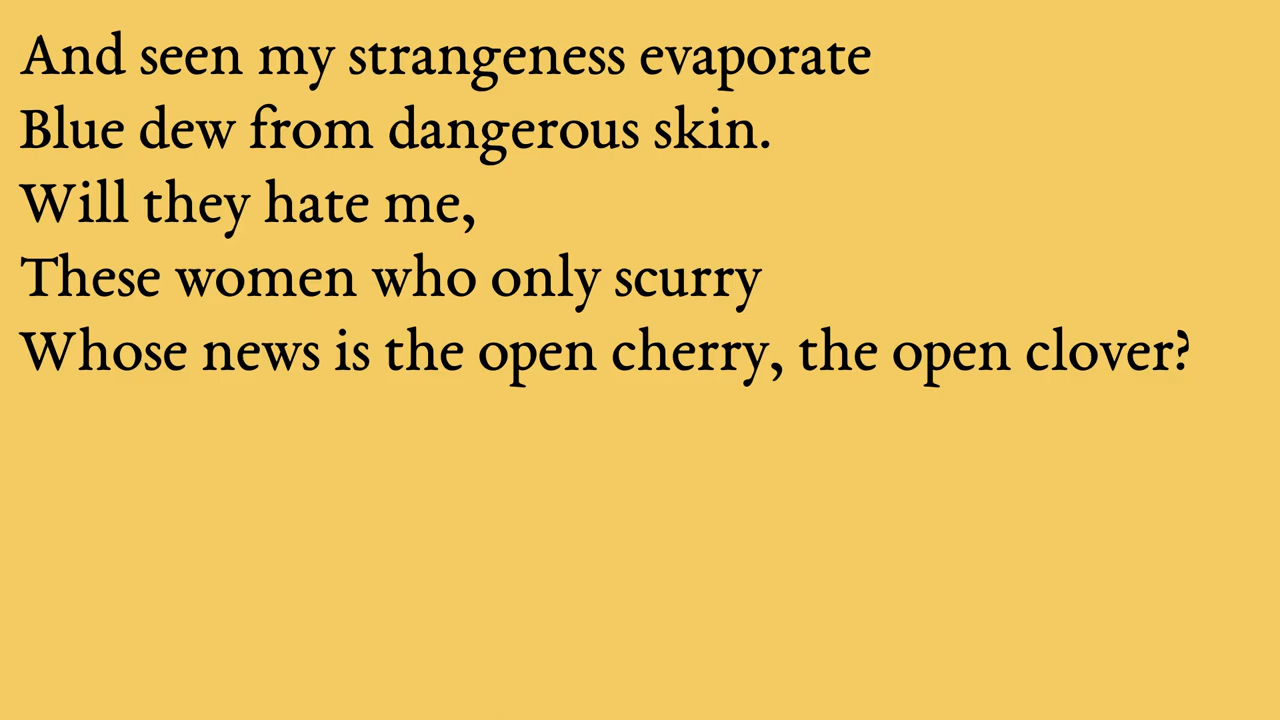 And seen my strangeness evaporate
Blue dew from dangerous skin.
Will they hate me,
These women who only scurry
Whose news is the open cherry, the open clover?